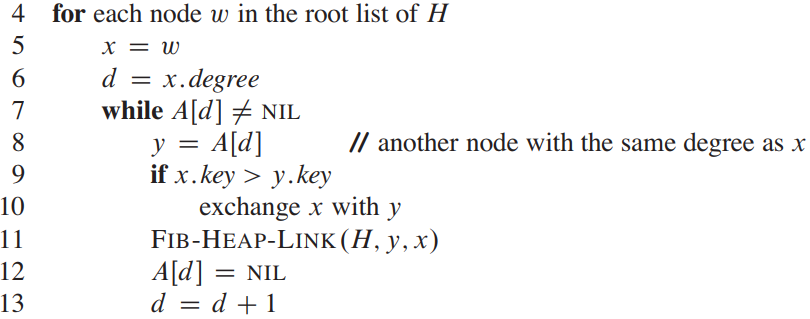 4 for each node w in the root list of H
5 x = w
6 d = x.degree
7 while A[d] ≠ NIL
8 y = A[d] // another node with the same degree as x
9 if x.key > y.key
10 exchange x with y
11 FIB-HEAP-LINK(H, y, x)
12 A[d] = NIL
13 d = d + 1